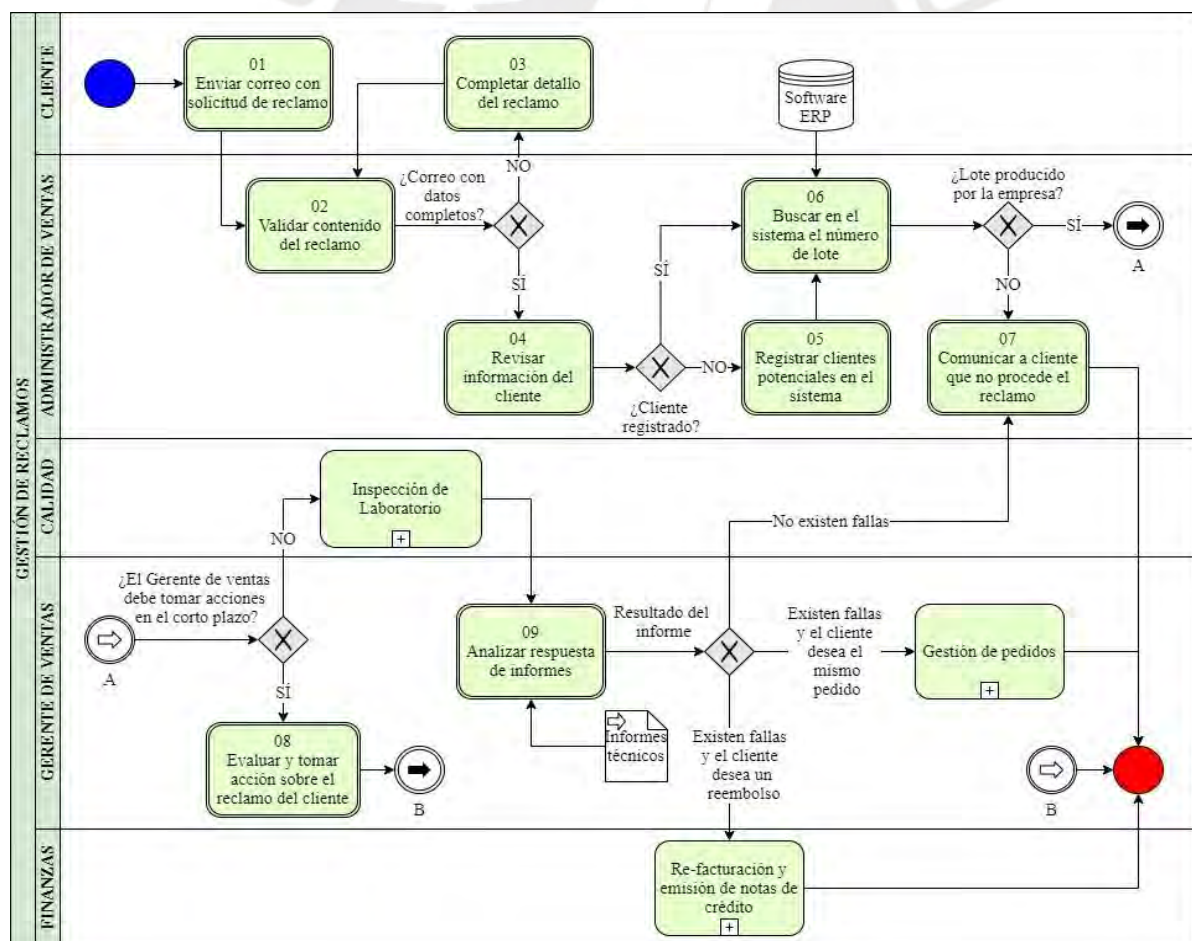 GESTIÓN DE RECLAMOS
CLIENTE
01
Enviar correo con
solicitud de reclamo
03
Completar detallo
del reclamo
Software
ERP
ADMINISTRADOR DE VENTAS
02
Validar contenido
del reclamo
¿Correo con
datos
completos?
NO
SÍ
04
Revisar
información del
cliente
¿Cliente
registrado?
SÍ
NO
05
Registrar clientes
potenciales en el
sistema
06
Buscar en el
sistema el número
de lote
¿Lote producido
por la empresa?
SÍ
A
NO
07
Comunicar a cliente
que no procede el
reclamo
CALIDAD
Inspección de
Laboratorio
NO
No existen fallas
GERENTE DE VENTAS
A
¿El Gerente de ventas
debe tomar acciones
en el corto plazo?
SÍ
08
Evaluar y tomar
acción sobre el
reclamo del cliente
B
09
Analizar respuesta
de informes
Informes
técnicos
Resultado del
informe
Existen fallas
y el cliente
desea el
mismo
pedido
Gestión de pedidos
Existen fallas
y el cliente
desea un
reembolso
B
FINANZAS
Re-facturación y
emisión de notas de
crédito